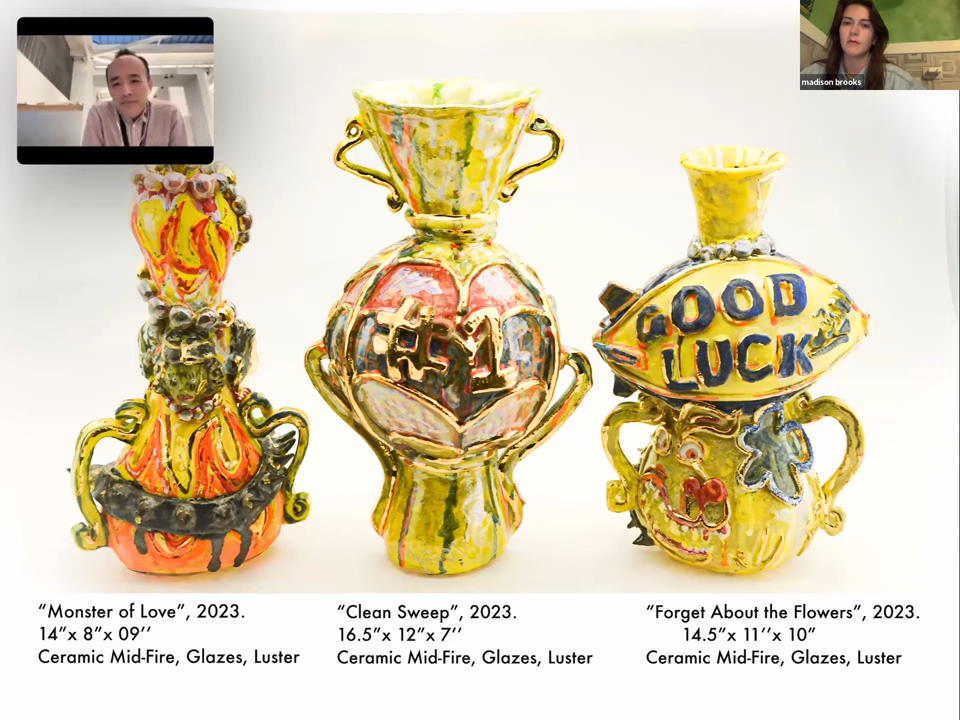 madison brooks
#1
GOOD
LUCK
“Monster of Love”, 2023.
14”x 8”x 09’’
Ceramic Mid-Fire, Glazes, Luster
“Clean Sweep”, 2023.
16.5”x 12”x 7’’
Ceramic Mid-Fire, Glazes, Luster
“Forget About the Flowers”, 2023.
14.5”x 11’’x 10”
Ceramic Mid-Fire, Glazes, Luster